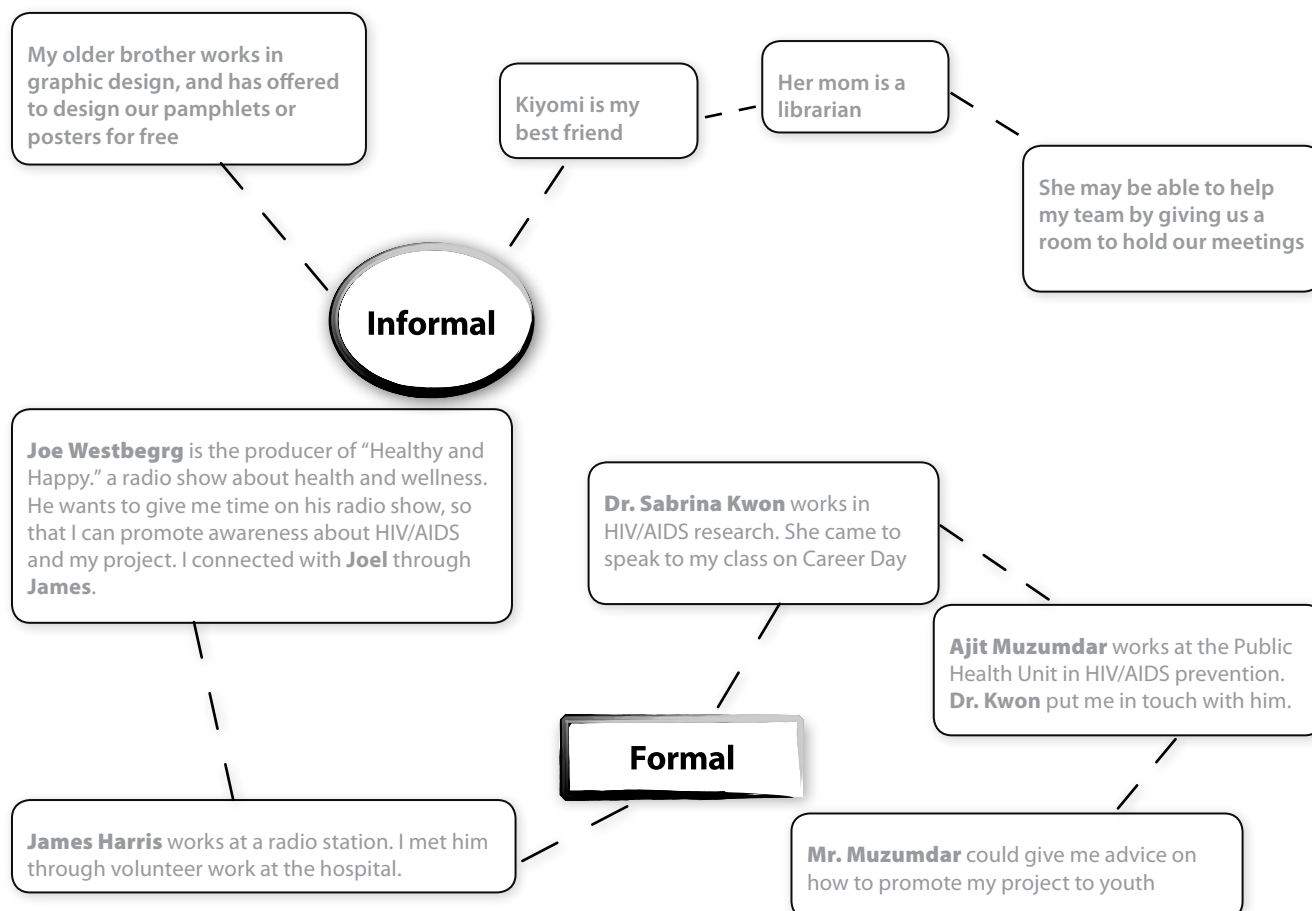 My older brother works in
graphic design, and has offered
to design our pamphlets or
posters for free
Kiyomi is my
best friend
Her mom is a
librarian
She may be able to help
my team by giving us a
room to hold our meetings
Informal
Joe Westbegrg is the producer of “Healthy and
Happy.” a radio show about health and wellness.
He wants to give me time on his radio show, so
that I can promote awareness about HIV/AIDS
and my project. I connected with Joel through
James.
Dr. Sabrina Kwon works in
HIV/AIDS research. She came to
speak to my class on Career Day
Ajit Muzumdar works at the Public
Health Unit in HIV/AIDS prevention.
Dr. Kwon put me in touch with him.
Formal
James Harris works at a radio station. I met him
through volunteer work at the hospital.
Mr. Muzumdar could give me advice on
how to promote my project to youth